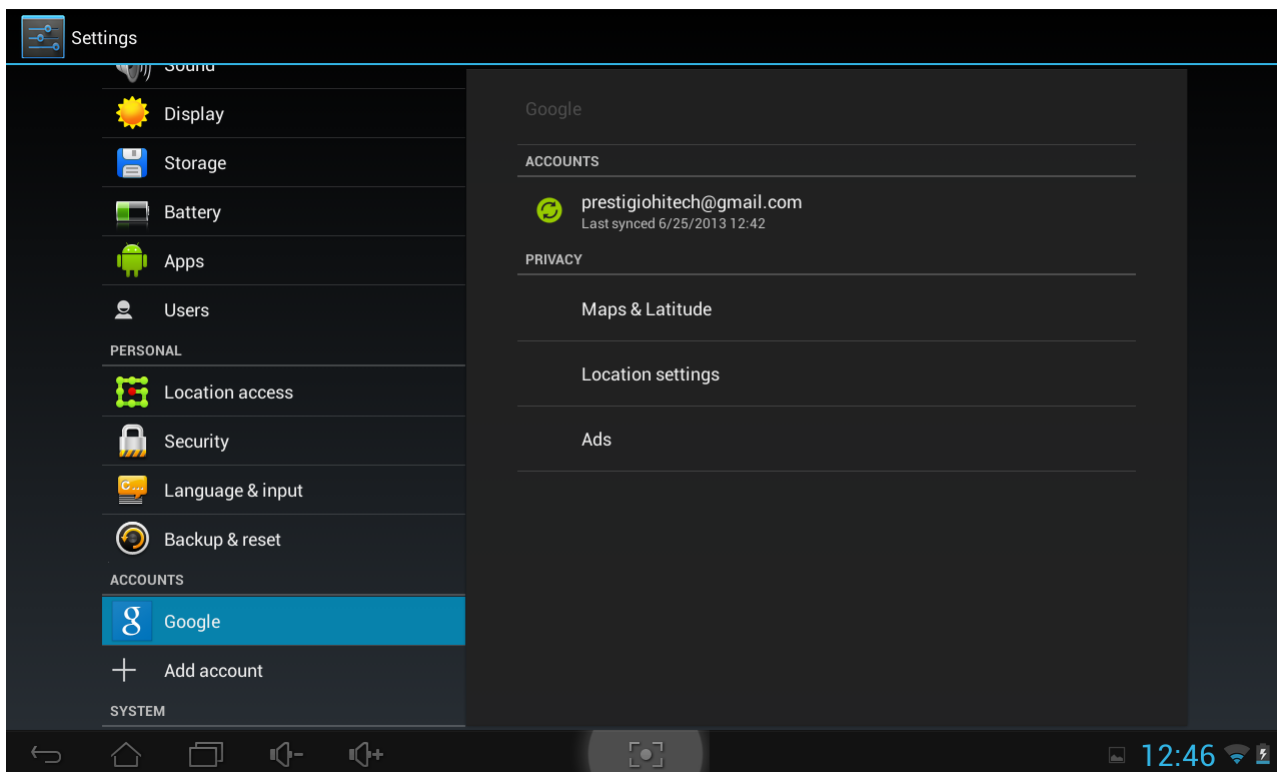 Settings
Sound
Display
Storage
Battery
Apps
Users
PERSONAL
Location access
Security
Language & input
Backup & reset
ACCOUNTS
Google
Add account
SYSTEM
Google
ACCOUNTS
prestigiohitech@gmail.com
Last synced 6/25/2013 12:42
PRIVACY
Maps & Latitude
Location settings
Ads
12:46